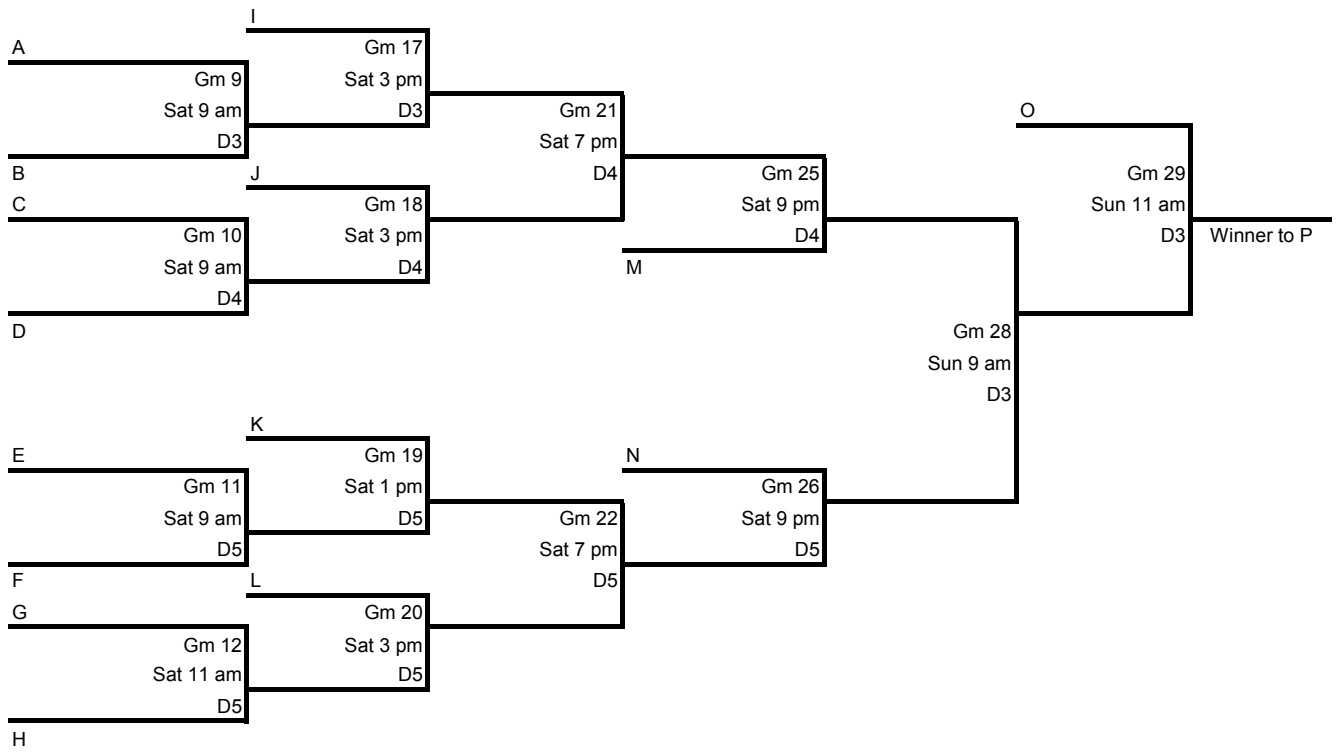 I
A
Gm 17
Gm 9
Sat 3 pm
Sat 9 am
D3
Gm 21
O
D3
Sat 7 pm
B
J
D4
Gm 25
Gm 29
C
Gm 18
Sat 9 pm
Sun 11 am
Gm 10
Sat 3 pm
D4
D3
Winner to P
Sat 9 am
D4
M
D4
D
Gm 28
Sun 9 am
D3
K
E
Gm 19
N
Gm 11
Sat 1 pm
Gm 26
Sat 9 am
D5
Gm 22
Sat 9 pm
D5
Sat 7 pm
D5
F
L
D5
G
Gm 20
Gm 12
Sat 3 pm
Sat 11 am
D5
D5
H